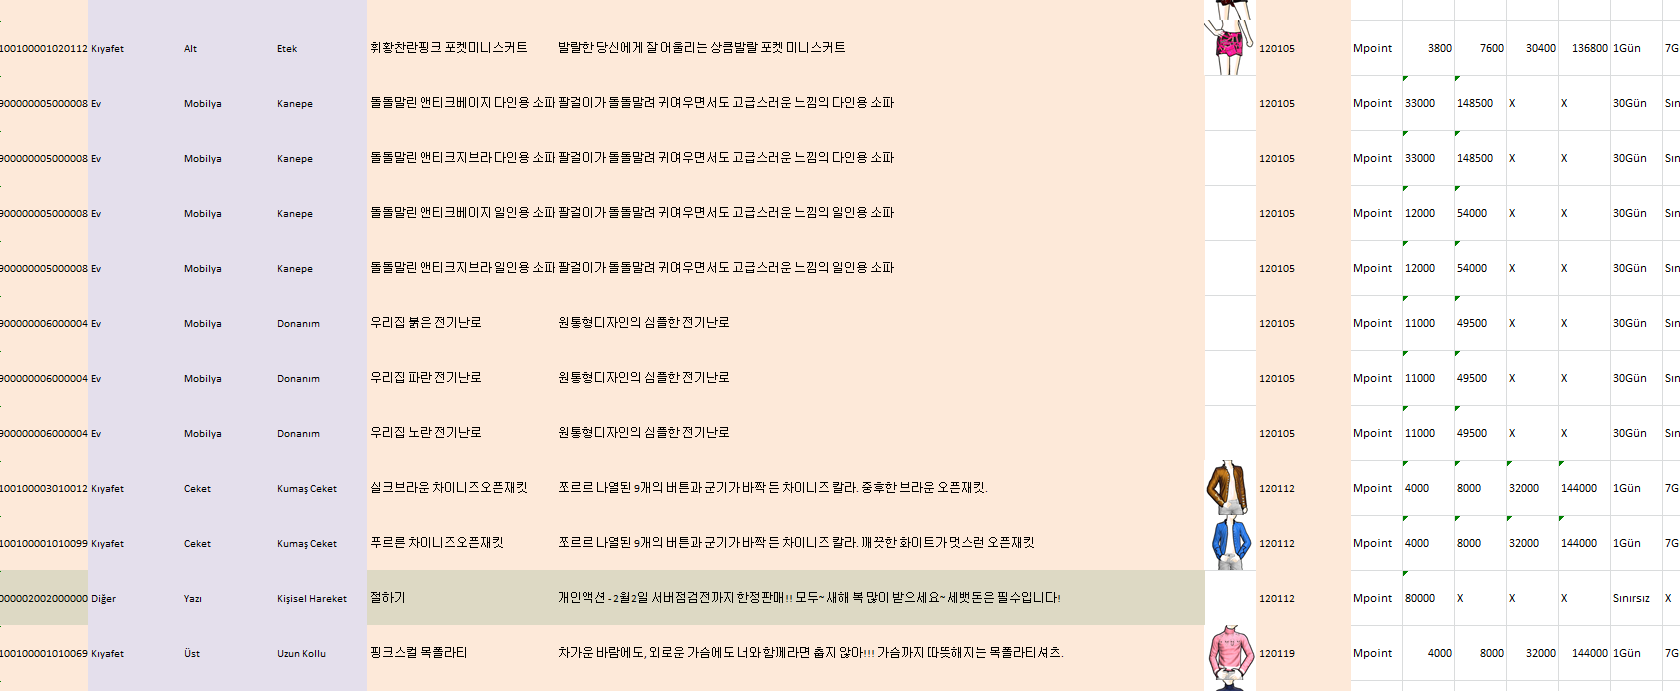 100100001020112 Kıyafet Alt Etek 휘황찬란핑크 포켓미니스커트 발랄한 당신에게 잘 어울리는 상큼발랄 포켓 미니스커트 120105 Mpoint 3800 7600 30400 136800 1Gün 7G
900000005000008 Ev Mobilya Kanepe 돌돌말린 앤티크베이지 다인용 소파 팔걸이가 돌돌말려 귀여우면서도 고급스러운 느낌의 다인용 소파 120105 Mpoint 33000 148500 X X 30Gün Sın
900000005000008 Ev Mobilya Kanepe 돌돌말린 앤티크지브라 다인용 소파 팔걸이가 돌돌말려 귀여우면서도 고급스러운 느낌의 다인용 소파 120105 Mpoint 33000 148500 X X 30Gün Sın
900000005000008 Ev Mobilya Kanepe 돌돌말린 앤티크베이지 일인용 소파 팔걸이가 돌돌말려 귀여우면서도 고급스러운 느낌의 일인용 소파 120105 Mpoint 12000 54000 X X 30Gün Sın
900000005000008 Ev Mobilya Kanepe 돌돌말린 앤티크지브라 일인용 소파 팔걸이가 돌돌말려 귀여우면서도 고급스러운 느낌의 일인용 소파 120105 Mpoint 12000 54000 X X 30Gün Sın
900000006000004 Ev Mobilya Donanım 우리집 붉은 전기난로 원통형디자인의 심플한 전기난로 120105 Mpoint 11000 49500 X X 30Gün Sın
900000006000004 Ev Mobilya Donanım 우리집 파란 전기난로 원통형디자인의 심플한 전기난로 120105 Mpoint 11000 49500 X X 30Gün Sın
900000006000004 Ev Mobilya Donanım 우리집 노란 전기난로 원통형디자인의 심플한 전기난로 120105 Mpoint 11000 49500 X X 30Gün Sın
100100003010012 Kıyafet Ceket Kumaş Ceket 실크브라운 차이니즈오픈재킷 쪼르르 나열된 9개의 버튼과 군기가 바짝 든 차이니즈 칼라. 중후한 브라운 오픈재킷. 120112 Mpoint 4000 8000 32000 144000 1Gün 7G
100100001010099 Kıyafet Ceket Kumaş Ceket 푸르른 차이니즈오픈재킷 쪼르르 나열된 9개의 버튼과 군기가 바짝 든 차이니즈 칼라. 깨끗한 화이트가 멋스런 오픈재킷 120112 Mpoint 4000 8000 32000 144000 1Gün 7G
000002002000000 Diğer Yazı Kişisel Hareket 절하기 개인액션 - 2월2일 서버점검전까지 한정판매!! 모두~ 새해 복 많이 받으세요~ 세뱃돈은 필수입니다! 120112 Mpoint 80000 X X X Sınırsız X
100100001010069 Kıyafet Üst Uzun Kollu 핑크스컬 목폴라티 차가운 바람에도, 외로운 가슴에도 너와 함께라면 춥지 않아!!! 가슴까지 따뜻해지는 목폴라티셔츠. 120119 Mpoint 4000 8000 32000 144000 1Gün 7G